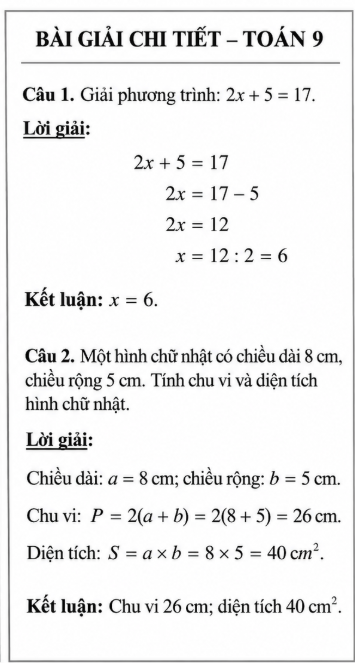 BÀI GIẢI CHI TIẾT – TOÁN 9
Câu 1. Giải phương trình: 2x + 5 = 17.
Lời giải:
2x + 5 = 17
2x = 17 − 5
2x = 12
x = 12 : 2 = 6
Kết luận: x = 6.
Câu 2. Một hình chữ nhật có chiều dài 8 cm,
chiều rộng 5 cm. Tính chu vi và diện tích
hình chữ nhật.
Lời giải:
Chiều dài: a = 8 cm; chiều rộng: b = 5 cm.
Chu vi: P = 2(a + b) = 2(8 + 5) = 26 cm.
Diện tích: S = a × b = 8 × 5 = 40 cm².
Kết luận: Chu vi 26 cm; diện tích 40 cm².